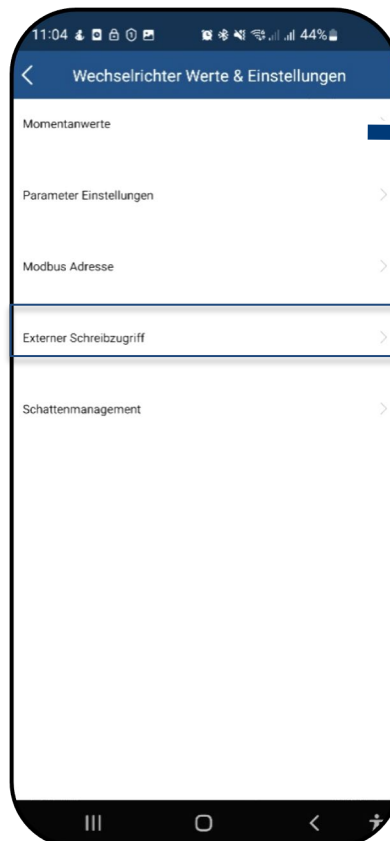 11:04 44%
Wechselrichter Werte & Einstellungen
Momentanwerte
Parameter Einstellungen
Modbus Adresse
Externer Schreibzugriff
Schattenmanagement